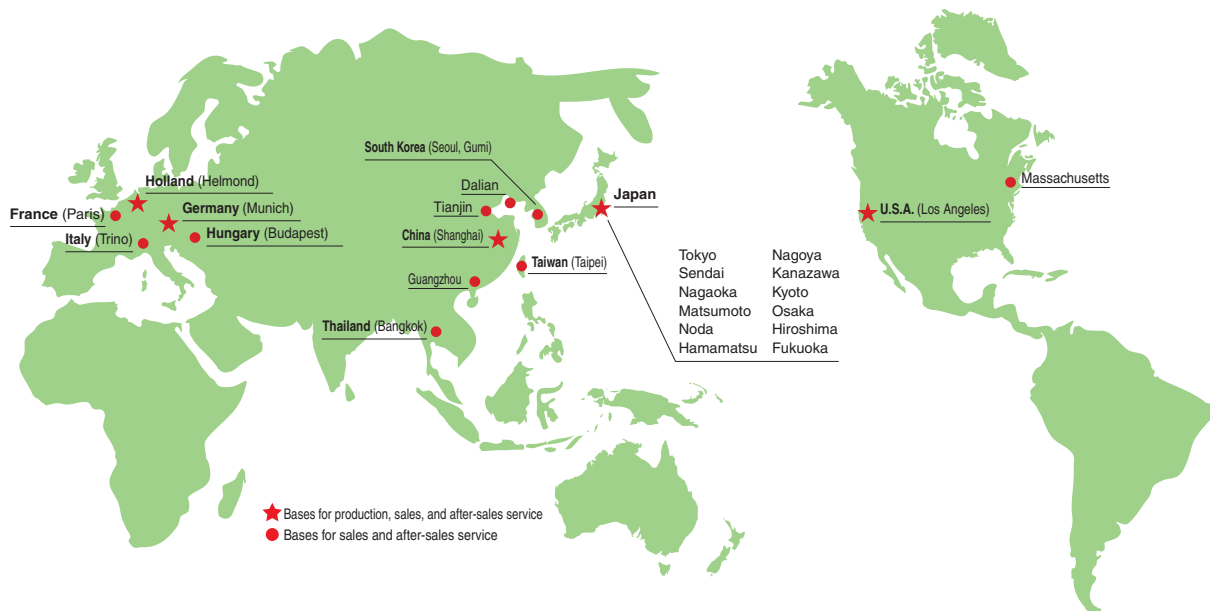 South Korea (Seoul, Gumi)
Holland (Helmond)
Germany (Munich)
France (Paris)
Italy (Trino)
Hungary (Budapest)
Dalian
Tianjin
China (Shanghai)
Japan
Taiwan (Taipei)
Guangzhou
Thailand (Bangkok)
Tokyo
Sendai
Nagaoka
Matsumoto
Noda
Hamamatsu
Nagoya
Kanazawa
Kyoto
Osaka
Hiroshima
Fukuoka
Massachusetts
U.S.A. (Los Angeles)
Bases for production, sales, and after-sales service
Bases for sales and after-sales service